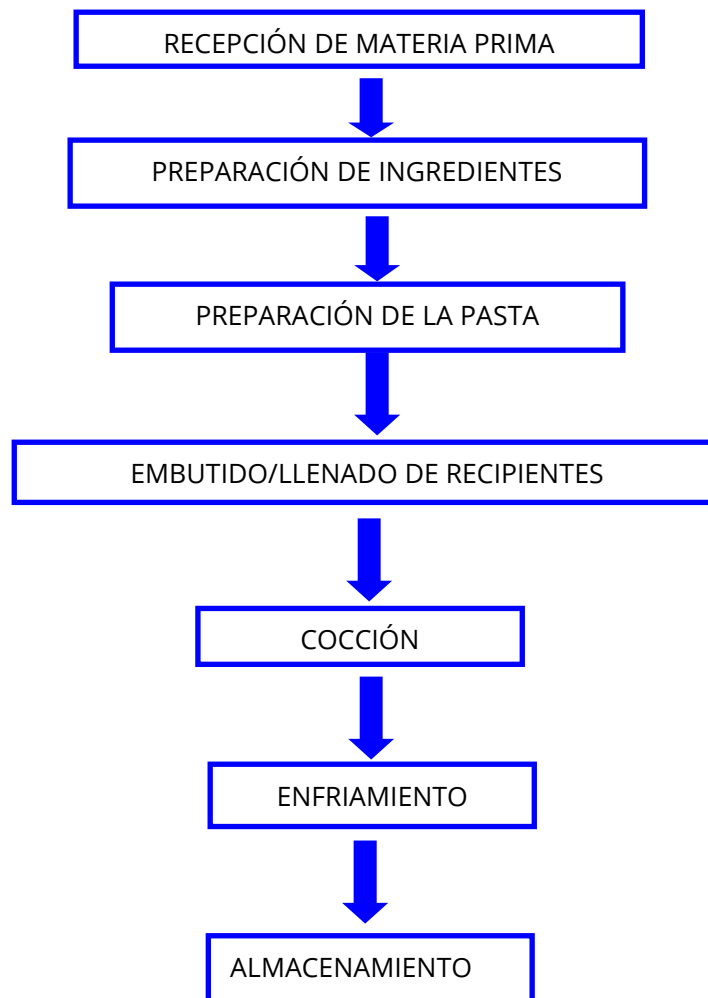 RECEPCIÓN DE MATERIA PRIMA
PREPARACIÓN DE INGREDIENTES
PREPARACIÓN DE LA PASTA
EMBUTIDO/LLENADO DE RECIPIENTES
COCCIÓN
ENFRIAMIENTO
ALMACENAMIENTO